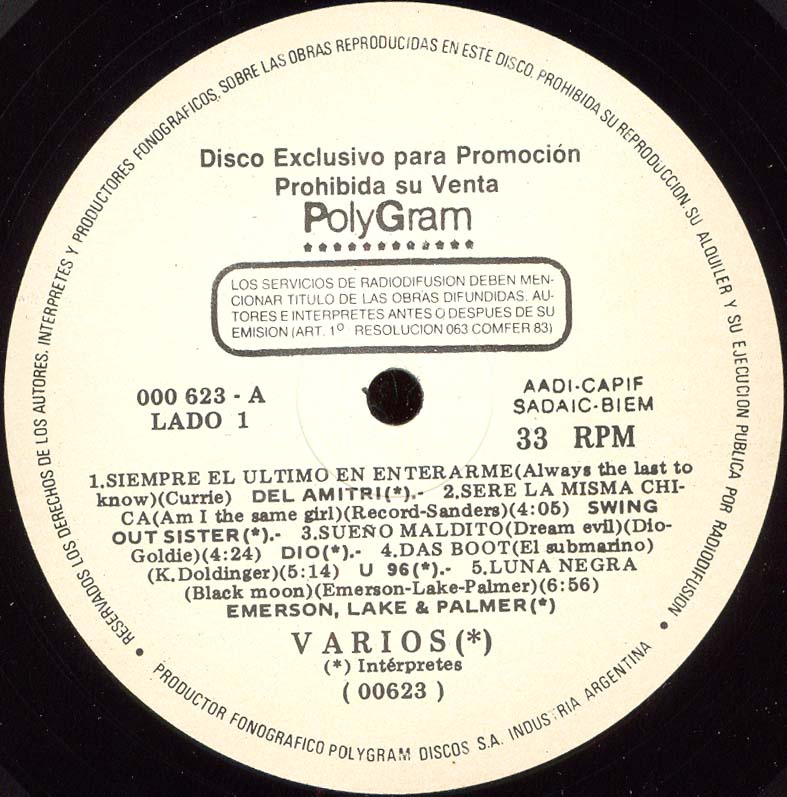 RESERVADOS LOS DERECHOS DE LOS AUTORES, INTERPRETES Y PRODUCTORES FONOGRAFICOS, SOBRE LAS OBRAS REPRODUCIDAS EN ESTE DISCO. PROHIBIDA SU REPRODUCCION, SU ALQUILER Y SU EJECUCION PUBLICA POR RADIODIFUSION •
Disco Exclusivo para Promoción
Prohibida su Venta
PolyGram
LOS SERVICIOS DE RADIODIFUSION DEBEN MEN-
CIONAR TITULO DE LAS OBRAS DIFUNDIDAS, AU-
TORES E INTERPRETES ANTES O DESPUES DE SU
EMISION (ART. 1º RESOLUCION 063 COMFER 83)
000 623 - A
LADO 1
AADI-CAPIF
SADAIC-BIEM
33 RPM
1.SIEMPRE EL ULTIMO EN ENTERARME(Always the last to
know)(Currie) DEL AMITRI(*).- 2.SERE LA MISMA CHI-
CA(Am I the same girl)(Record-Sanders)(4:05) SWING
OUT SISTER(*).- 3.SUEÑO MALDITO(Dream evil)(Dio-
Goldie)(4:24) DIO(*).- 4.DAS BOOT(El submarino)
(K.Doldinger)(5:14) U 96(*).- 5.LUNA NEGRA
(Black moon)(Emerson-Lake-Palmer)(6:56)
EMERSON, LAKE & PALMER(*)
VARIOS(*)
(*) Intérpretes
(00623)
• PRODUCTOR FONOGRAFICO POLYGRAM DISCOS S.A. INDUSTRIA ARGENTINA